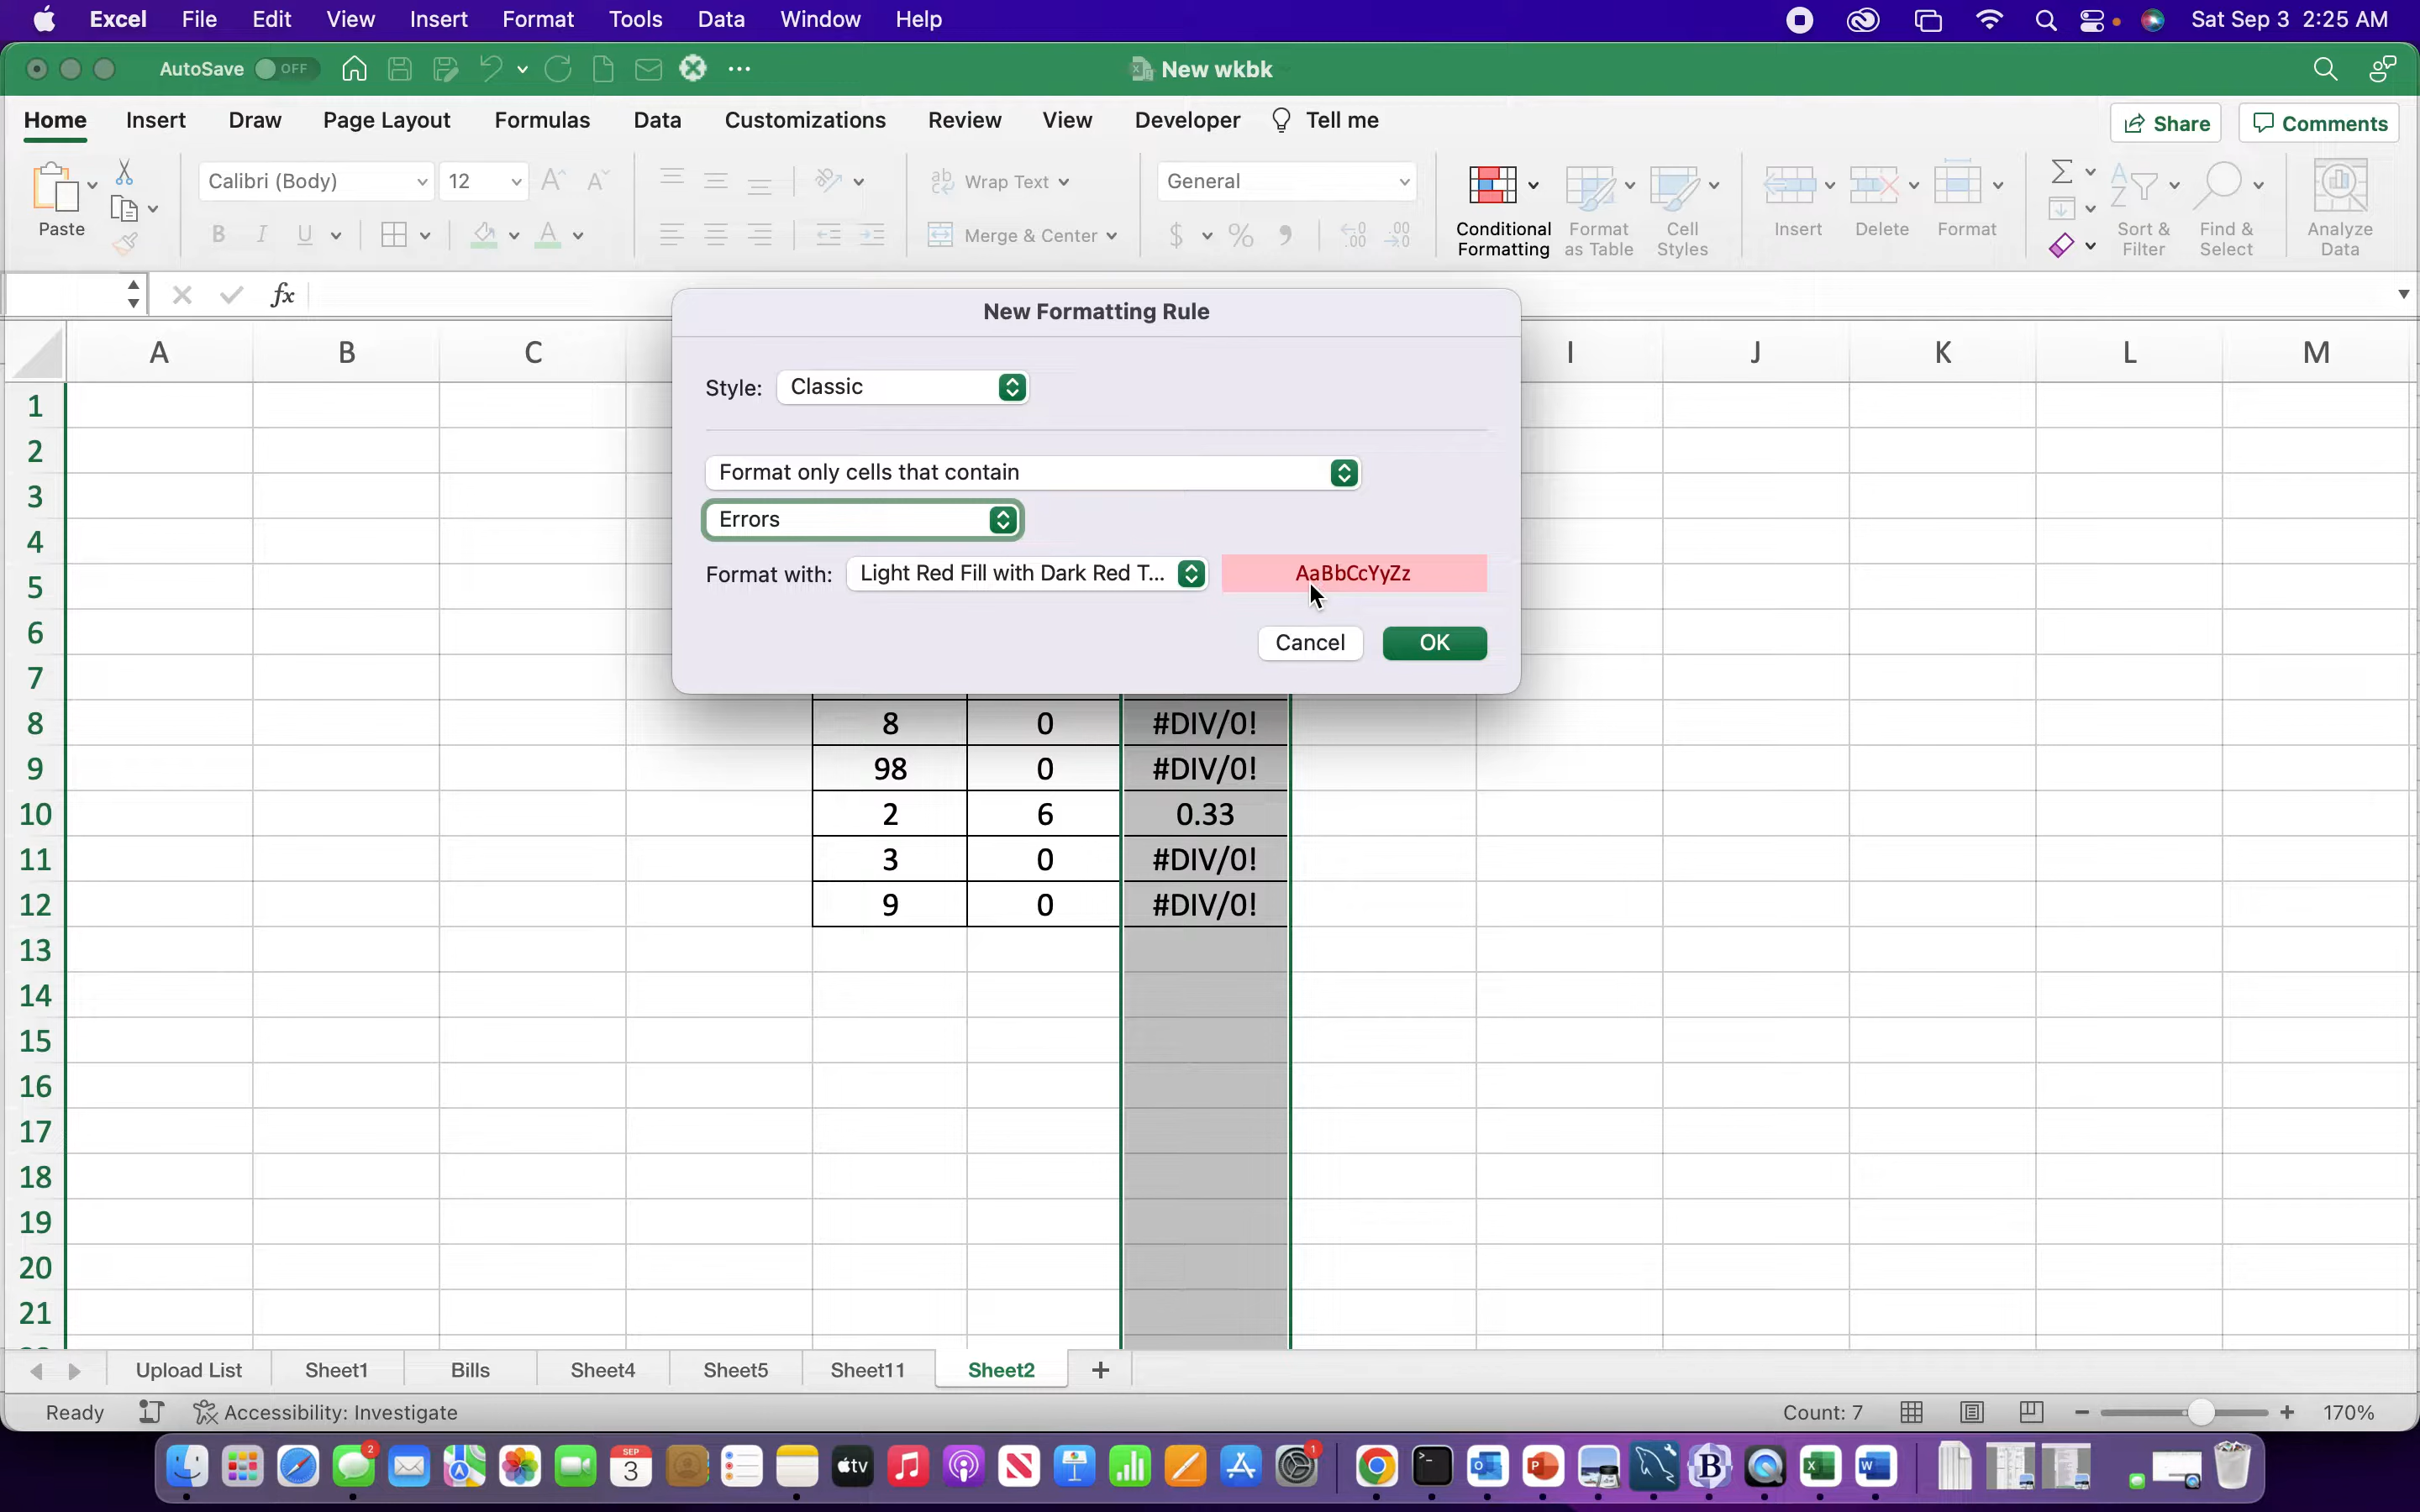 Excel File Edit View Insert Format Tools Data Window Help Sat Sep 3 2:25 AM
AutoSave OFF New wkbk
Home Insert Draw Page Layout Formulas Data Customizations Review View Developer Tell me Share Comments
Calibri (Body) 12 Wrap Text General
Paste Merge & Center Conditional Formatting Format as Table Cell Styles Insert Delete Format Sort & Filter Find & Select Analyze Data
fx
New Formatting Rule
A B C I J K L M
Style: Classic
Format only cells that contain
Errors
Format with: Light Red Fill with Dark Red T... AaBbCcYyZz
Cancel OK
1
2
3
4
5
6
7
8 8 0 #DIV/0!
9 98 0 #DIV/0!
10 2 6 0.33
11 3 0 #DIV/0!
12 9 0 #DIV/0!
13
14
15
16
17
18
19
20
21
Upload List Sheet1 Bills Sheet4 Sheet5 Sheet11 Sheet2 +
Ready Accessibility: Investigate Count: 7 170%
2 SEP 3 tv 1